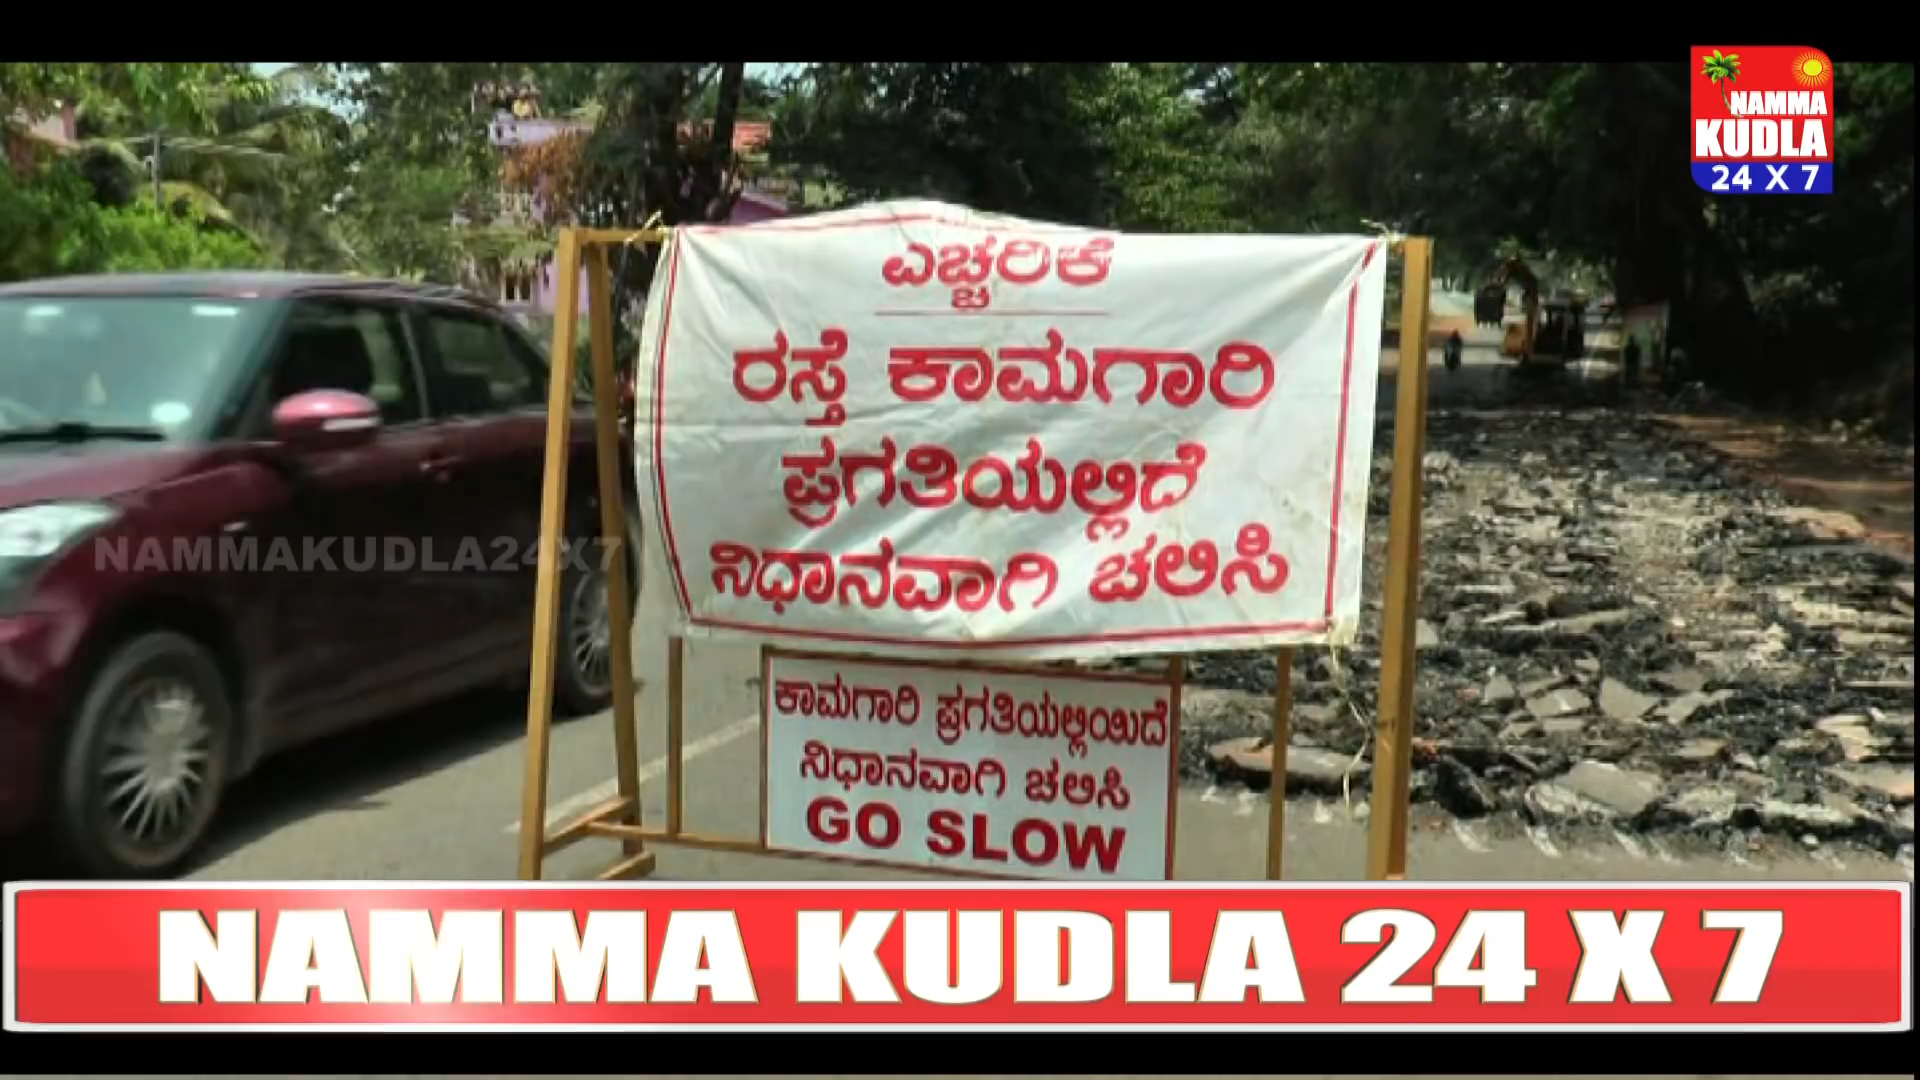 NAMMA
KUDLA
24 X 7
ಎಚ್ಚರಿಕೆ
ರಸ್ತೆ ಕಾಮಗಾರಿ
ಪ್ರಗತಿಯಲ್ಲಿದೆ
ನಿಧಾನವಾಗಿ ಚಲಿಸಿ
NAMMAKUDLA24X7
ಕಾಮಗಾರಿ ಪ್ರಗತಿಯಲ್ಲಿಯಿದೆ
ನಿಧಾನವಾಗಿ ಚಲಿಸಿ
GO SLOW
NAMMA KUDLA 24 X 7